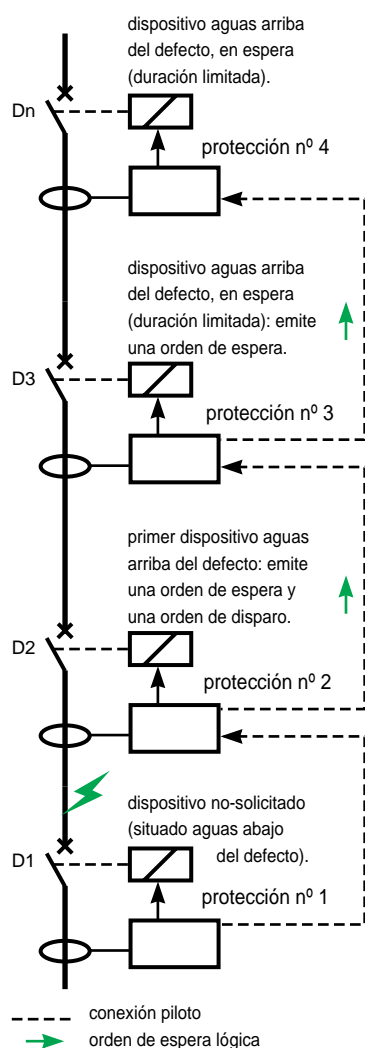 dispositivo aguas arriba
del defecto, en espera
(duración limitada).
Dn
protección nº 4
dispositivo aguas arriba
del defecto, en espera
(duración limitada): emite
una orden de espera.
D3
protección nº 3
primer dispositivo aguas
arriba del defecto: emite
una orden de espera y
una orden de disparo.
D2
protección nº 2
dispositivo no-solicitado
(situado aguas abajo
del defecto).
D1
protección nº 1
conexión piloto
orden de espera lógica